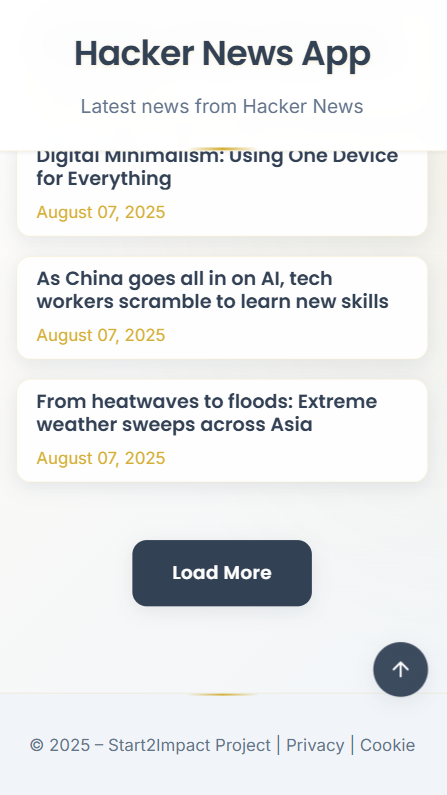 Hacker News App
Latest news from Hacker News
Digital Minimalism: Using One Device
for Everything
August 07, 2025
As China goes all in on AI, tech
workers scramble to learn new skills
August 07, 2025
From heatwaves to floods: Extreme
weather sweeps across Asia
August 07, 2025
Load More
© 2025 – Start2Impact Project | Privacy | Cookie